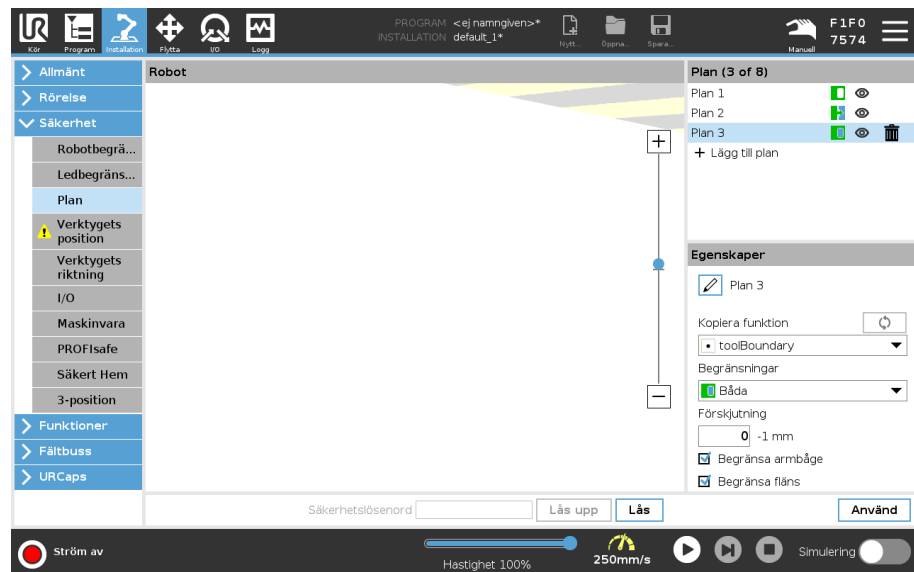 UR
PROGRAM <ej namngiven>*
INSTALLATION default_1*
Kör
Program
Installation
Flytta
I/O
Logg
Nytt...
Öppna...
Spara...
Manuell
F1F0
7574
Allmänt
Rörelse
Säkerhet
Robotbegrä...
Ledbegräns...
Plan
Verktygets
position
Verktygets
riktning
I/O
Maskinvara
PROFIsafe
Säkert Hem
3-position
Funktioner
Fältbuss
URCaps
Robot
Plan (3 of 8)
Plan 1
Plan 2
Plan 3
+ Lägg till plan
Egenskaper
Plan 3
Kopiera funktion
toolBoundary
Begränsningar
Båda
Förskjutning
0 -1 mm
Begränsa armbåge
Begränsa fläns
Säkerhetslösenord
Lås upp
Lås
Använd
Ström av
Hastighet 100%
250mm/s
Simulering